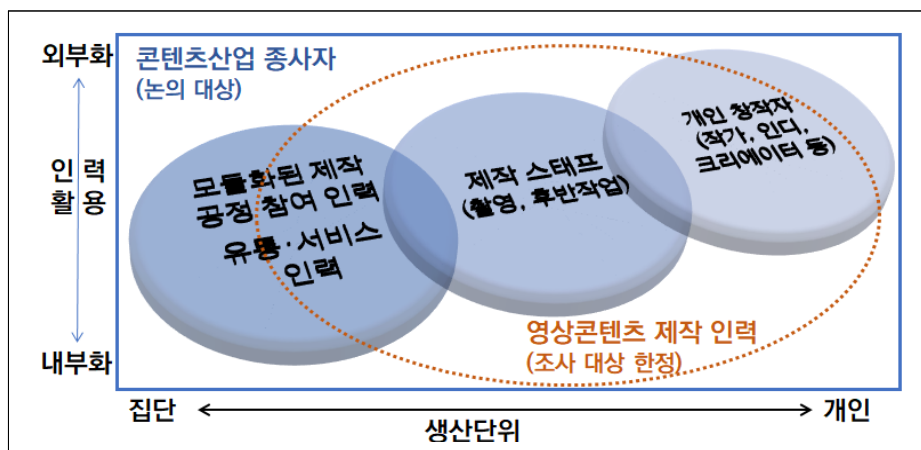 외부화
콘텐츠산업 종사자
(논의 대상)
개인 창작자
(작가, 인디,
크리에이터 등)
인 력
활 용
모듈화된 제작
공정 참여 인력
유통·서비스
인력
제작 스태프
(촬영, 후반작업)
영상콘텐츠 제작 인력
(조사 대상 한정)
내부화
집단
개인
생산단위